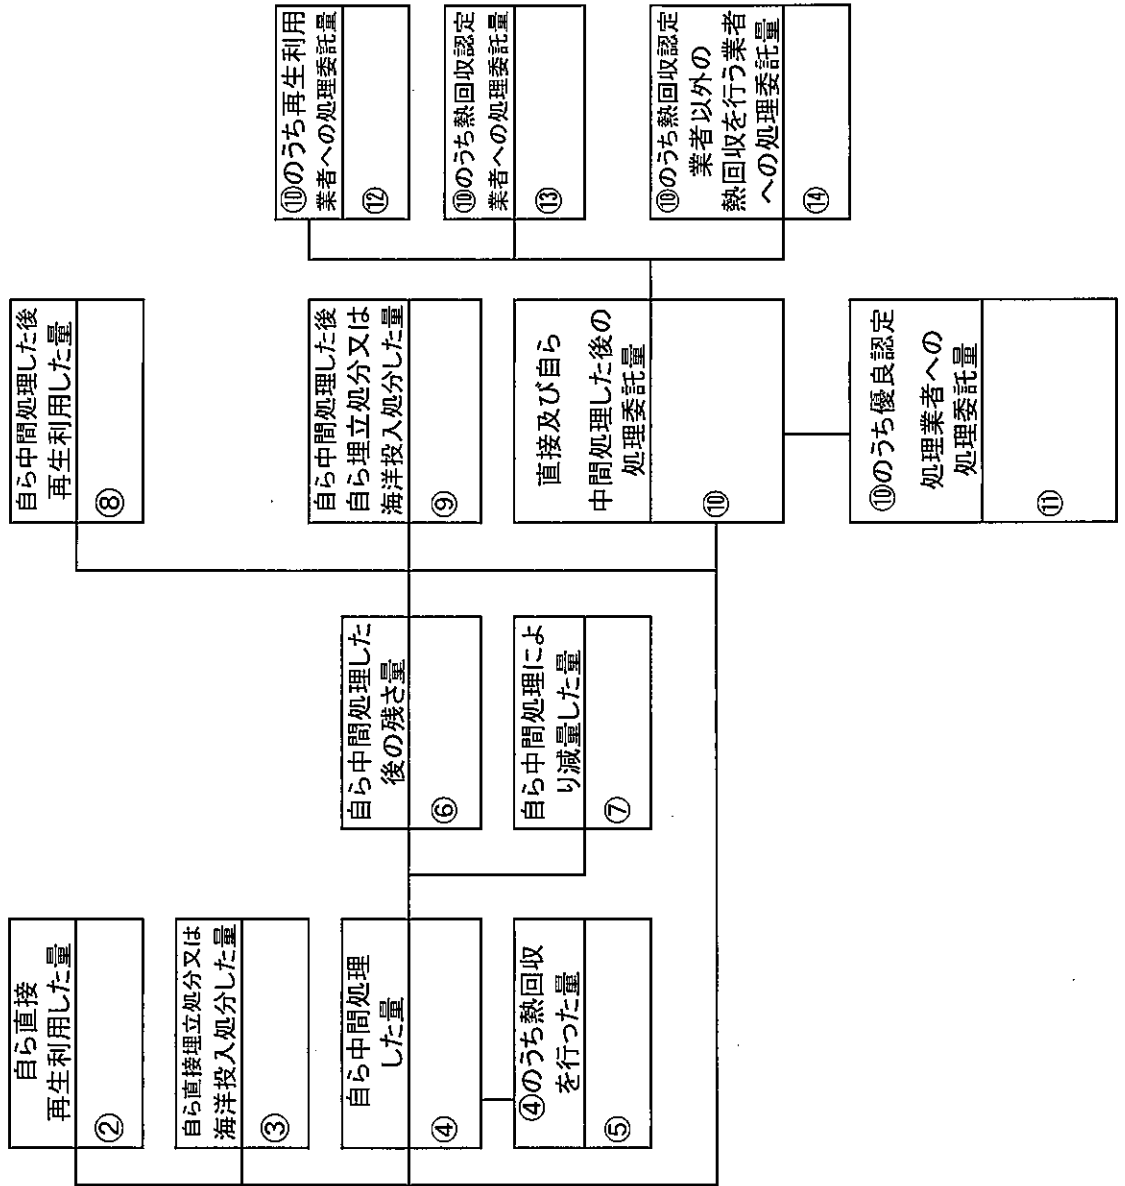 自ら直接
再生利用した量
②
自ら直接埋立処分又は
海洋投入処分した量
③
自ら中間処理
した量
④
④のうち熱回収
を行った量
⑤
自ら中間処理した
後の残さ量
⑥
自ら中間処理によ
り減量した量
⑦
自ら中間処理した後
再生利用した量
⑧
自ら中間処理した後
自ら埋立処分又は
海洋投入処分した量
⑨
直接及び自ら
中間処理した後の
処理委託量
⑩
⑩のうち優良認定
処理業者への
処理委託量
⑪
⑩のうち再生利用
業者への処理委託量
⑫
⑩のうち熱回収認定
業者への処理委託量
⑬
⑩のうち熱回収認定
業者以外の
熱回収を行う業者
への処理委託量
⑭